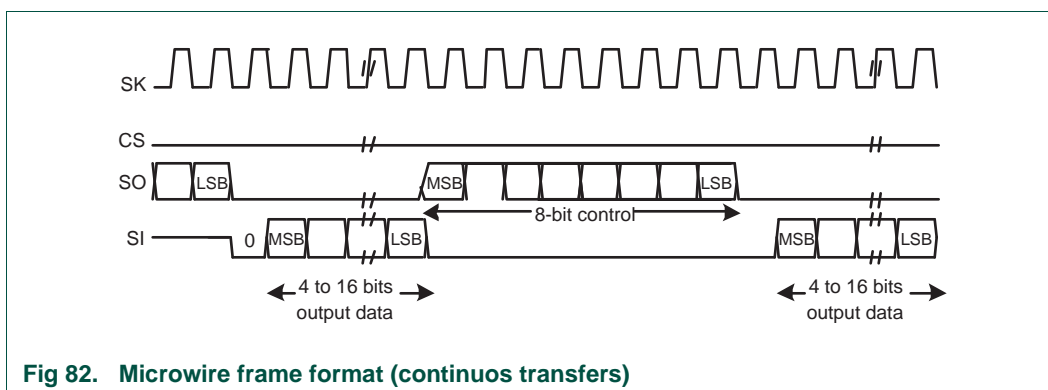 SK
CS
SO LSB MSB LSB
8-bit control
SI 0 MSB LSB MSB LSB
4 to 16 bits 4 to 16 bits
output data output data
Fig 82. Microwire frame format (continuos transfers)